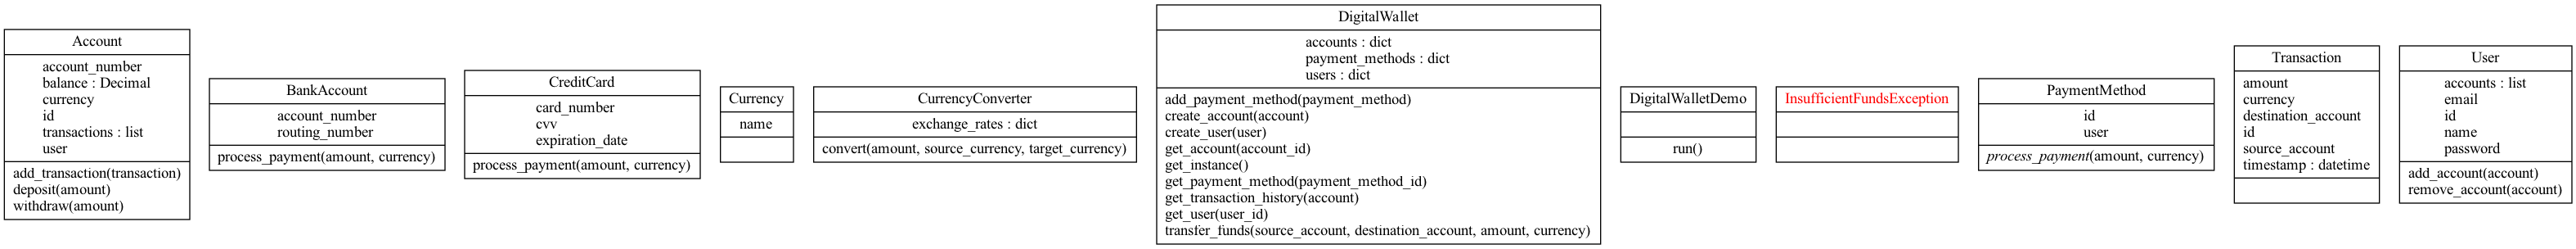 Account
account_number
balance : Decimal
currency
id
transactions : list
user
add_transaction(transaction)
deposit(amount)
withdraw(amount)
BankAccount
account_number
routing_number
process_payment(amount, currency)
CreditCard
card_number
cvv
expiration_date
process_payment(amount, currency)
Currency
name
CurrencyConverter
exchange_rates : dict
convert(amount, source_currency, target_currency)
DigitalWallet
accounts : dict
payment_methods : dict
users : dict
add_payment_method(payment_method)
create_account(account)
create_user(user)
get_account(account_id)
get_instance()
get_payment_method(payment_method_id)
get_transaction_history(account)
get_user(user_id)
transfer_funds(source_account, destination_account, amount, currency)
DigitalWalletDemo
run()
InsufficientFundsException
PaymentMethod
id
user
process_payment(amount, currency)
Transaction
amount
currency
destination_account
id
source_account
timestamp : datetime
User
accounts : list
email
id
name
password
add_account(account)
remove_account(account)